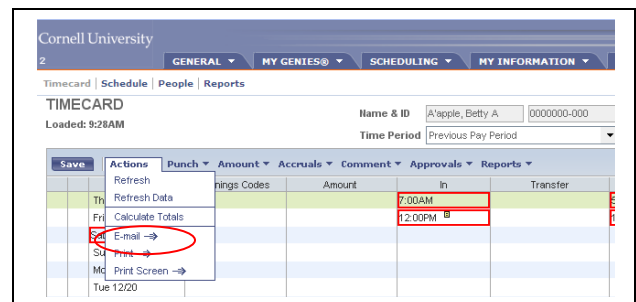 Cornell University
2
GENERAL MY GENIES® SCHEDULING MY INFORMATION
Timecard | Schedule | People | Reports
TIMECARD
Loaded: 9:28AM
Name & ID A'apple, Betty A 0000000-000
Time Period Previous Pay Period
Save Actions Punch Amount Accruals Comment Approvals Reports
Refresh
Refresh Data
Calculate Totals
E-mail
Print
Print Screen
nings Codes Amount In Transfer
Th 7:00AM
Fri 12:00PM
Sat
Su
Mo
Tue 12/20